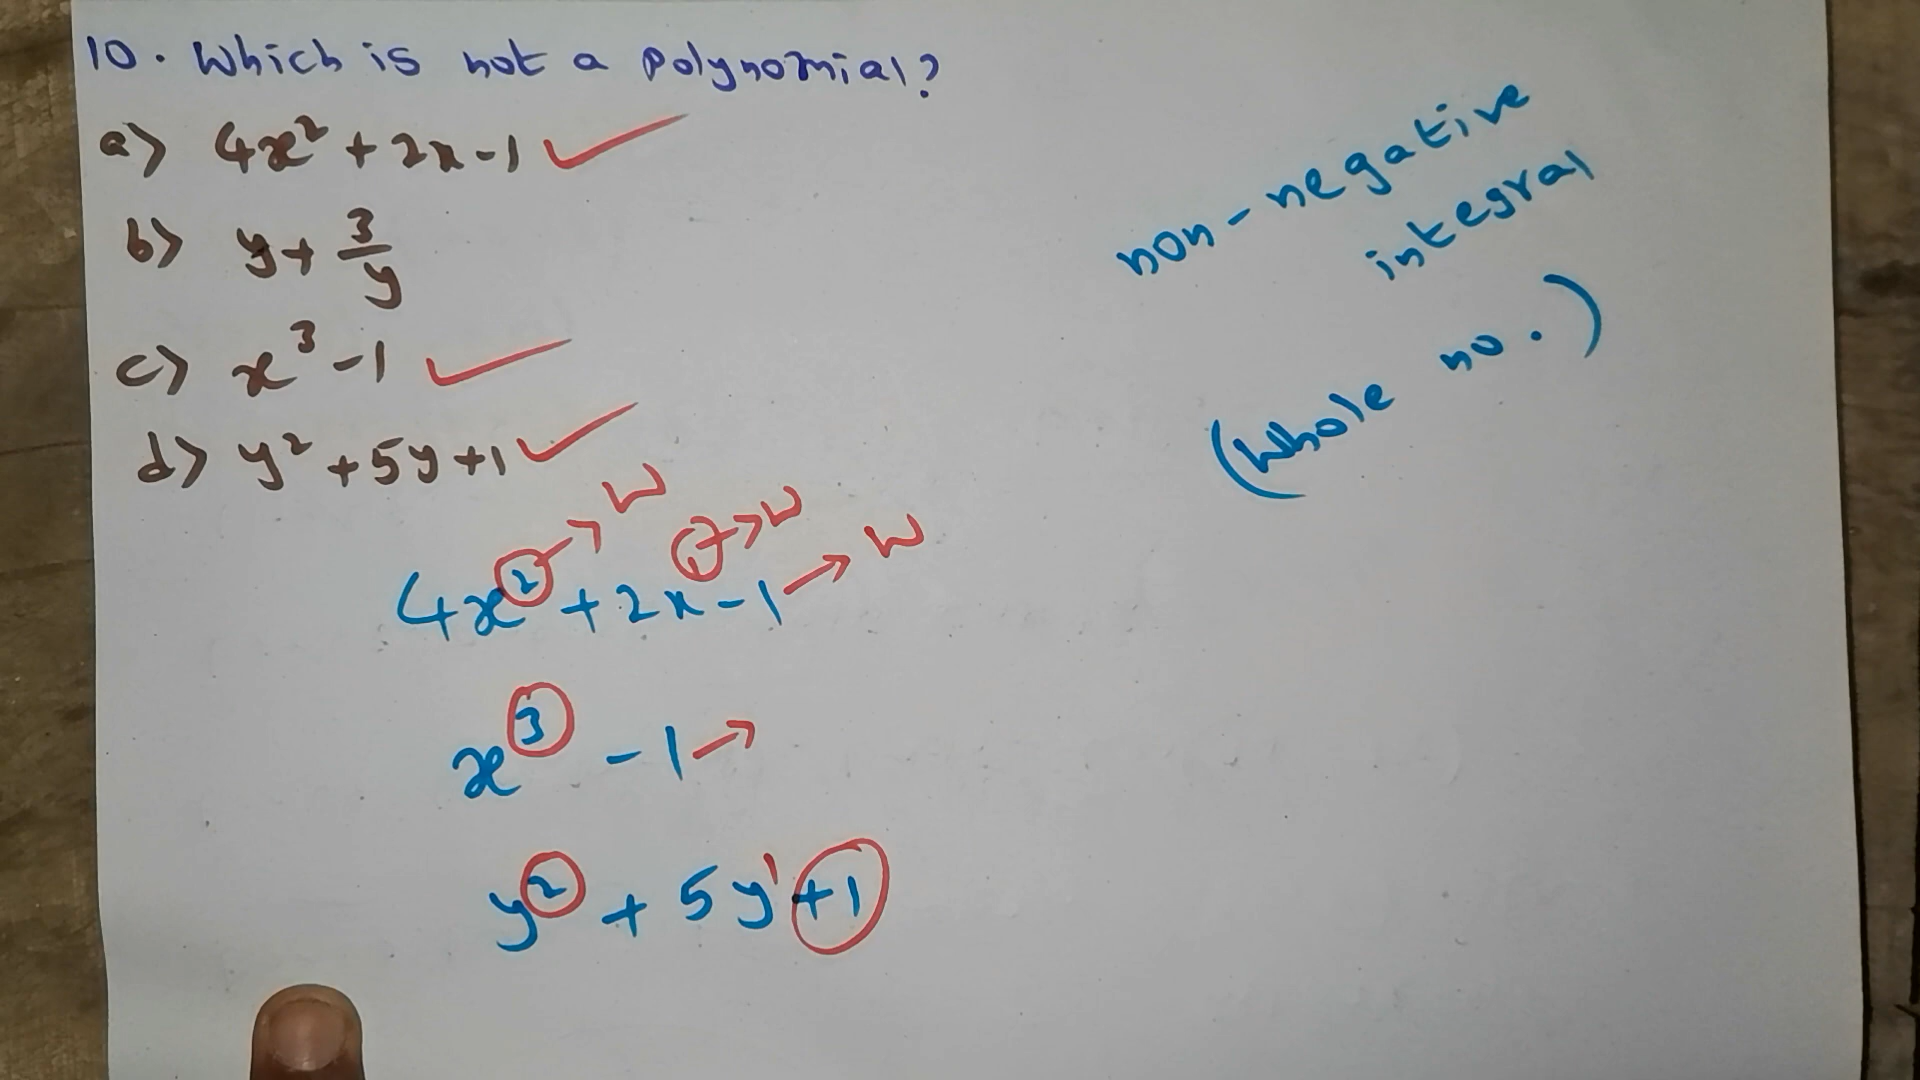 10. Which is not a polynomial?
a) 4x² + 2x - 1 ✓
b) y + 3/y
c) x³ - 1 ✓
d) y² + 5y + 1 ✓
non-negative
integral
(Whole no.)
→ W → W → W
4x² + 2x - 1
x³ - 1 →
y² + 5y¹ + 1